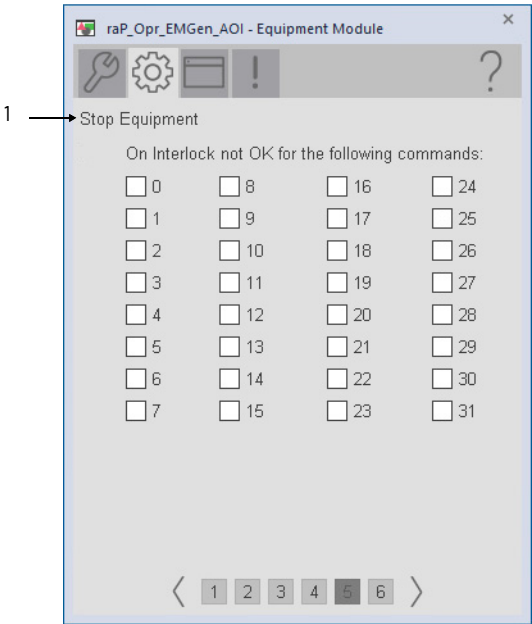 raP_Opr_EMGen_AOI - Equipment Module
1
Stop Equipment
On Interlock not OK for the following commands:
0 8 16 24
1 9 17 25
2 10 18 26
3 11 19 27
4 12 20 28
5 13 21 29
6 14 22 30
7 15 23 31
1 2 3 4 5 6